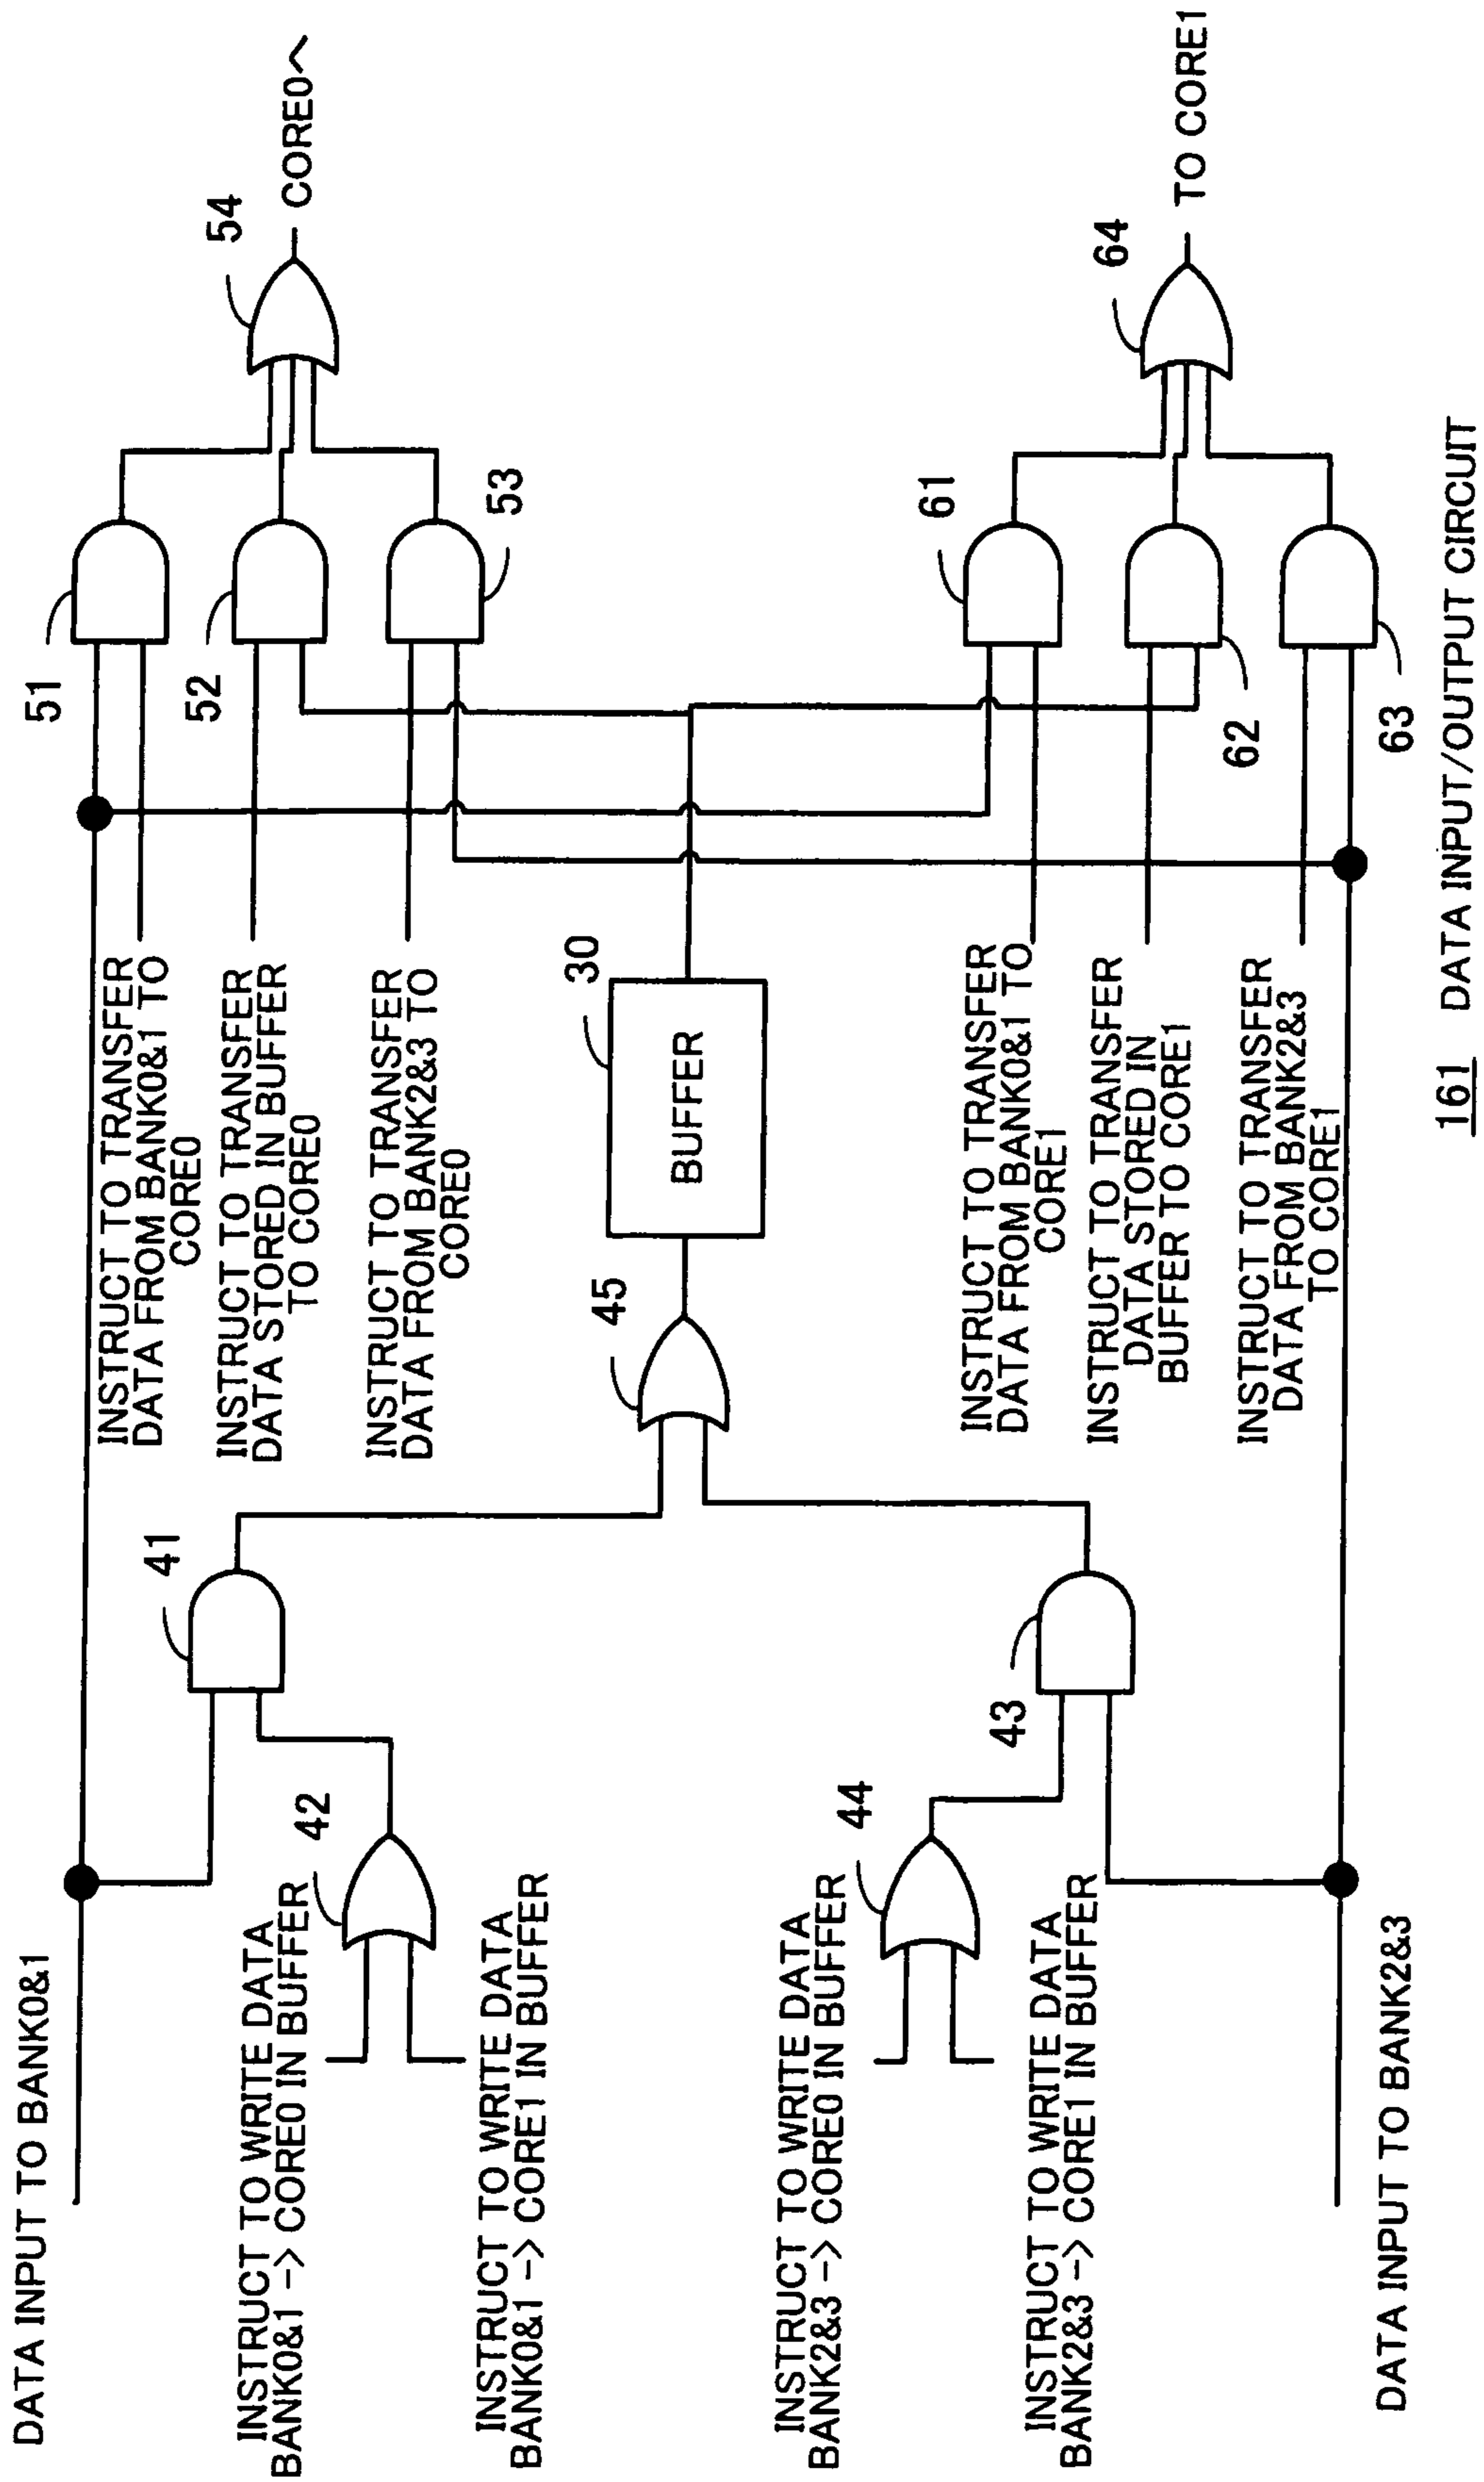 DATA INPUT TO BANK0&1
INSTRUCT TO WRITE DATA
BANK0&1 -> CORE0 IN BUFFER
42
INSTRUCT TO WRITE DATA
BANK0&1 -> CORE1 IN BUFFER
41
INSTRUCT TO WRITE DATA
BANK2&3 -> CORE0 IN BUFFER
44
INSTRUCT TO WRITE DATA
BANK2&3 -> CORE1 IN BUFFER
43
DATA INPUT TO BANK2&3
45
30
BUFFER
INSTRUCT TO TRANSFER
DATA FROM BANK0&1 TO
CORE0
INSTRUCT TO TRANSFER
DATA STORED IN BUFFER
TO CORE0
INSTRUCT TO TRANSFER
DATA FROM BANK2&3 TO
CORE0
INSTRUCT TO TRANSFER
DATA FROM BANK0&1 TO
CORE1
INSTRUCT TO TRANSFER
DATA STORED IN
BUFFER TO CORE1
INSTRUCT TO TRANSFER
DATA FROM BANK2&3
TO CORE1
51
52
53
54
CORE0へ
61
62
63
64
TO CORE1
161 DATA INPUT/OUTPUT CIRCUIT